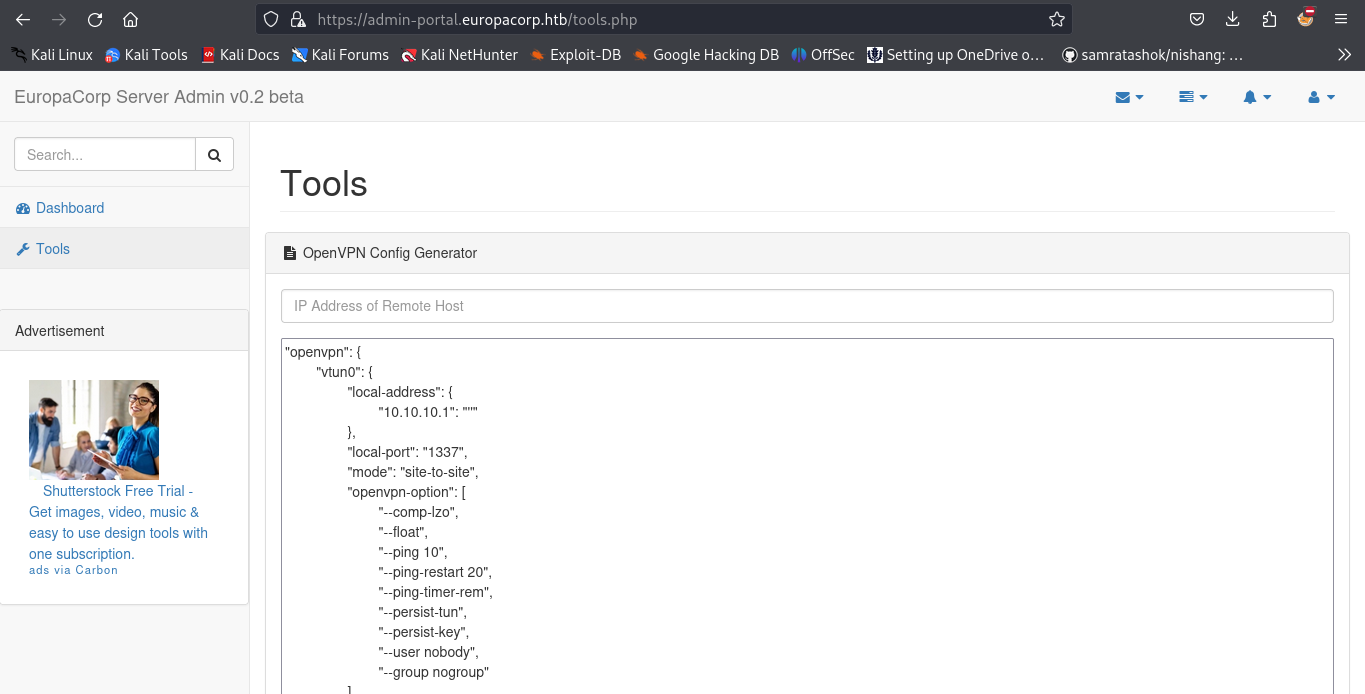 https://admin-portal.europacorp.htb/tools.php
Kali Linux Kali Tools Kali Docs Kali Forums Kali NetHunter Exploit-DB Google Hacking DB OffSec Setting up OneDrive o… samratashok/nishang: …
EuropaCorp Server Admin v0.2 beta
Search...
Dashboard
Tools
Advertisement
Shutterstock Free Trial -
Get images, video, music &
easy to use design tools with
one subscription.
ads via Carbon
Tools
OpenVPN Config Generator
IP Address of Remote Host
"openvpn": {
"vtun0": {
"local-address": {
"10.10.10.1": "''"
},
"local-port": "1337",
"mode": "site-to-site",
"openvpn-option": [
"--comp-lzo",
"--float",
"--ping 10",
"--ping-restart 20",
"--ping-timer-rem",
"--persist-tun",
"--persist-key",
"--user nobody",
"--group nogroup"
]